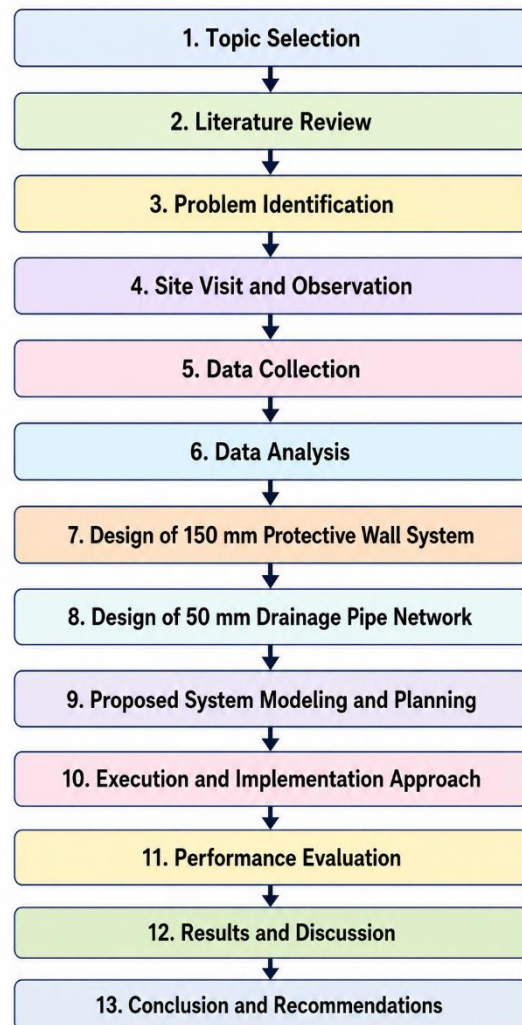 1. Topic Selection
2. Literature Review
3. Problem Identification
4. Site Visit and Observation
5. Data Collection
6. Data Analysis
7. Design of 150 mm Protective Wall System
8. Design of 50 mm Drainage Pipe Network
9. Proposed System Modeling and Planning
10. Execution and Implementation Approach
11. Performance Evaluation
12. Results and Discussion
13. Conclusion and Recommendations